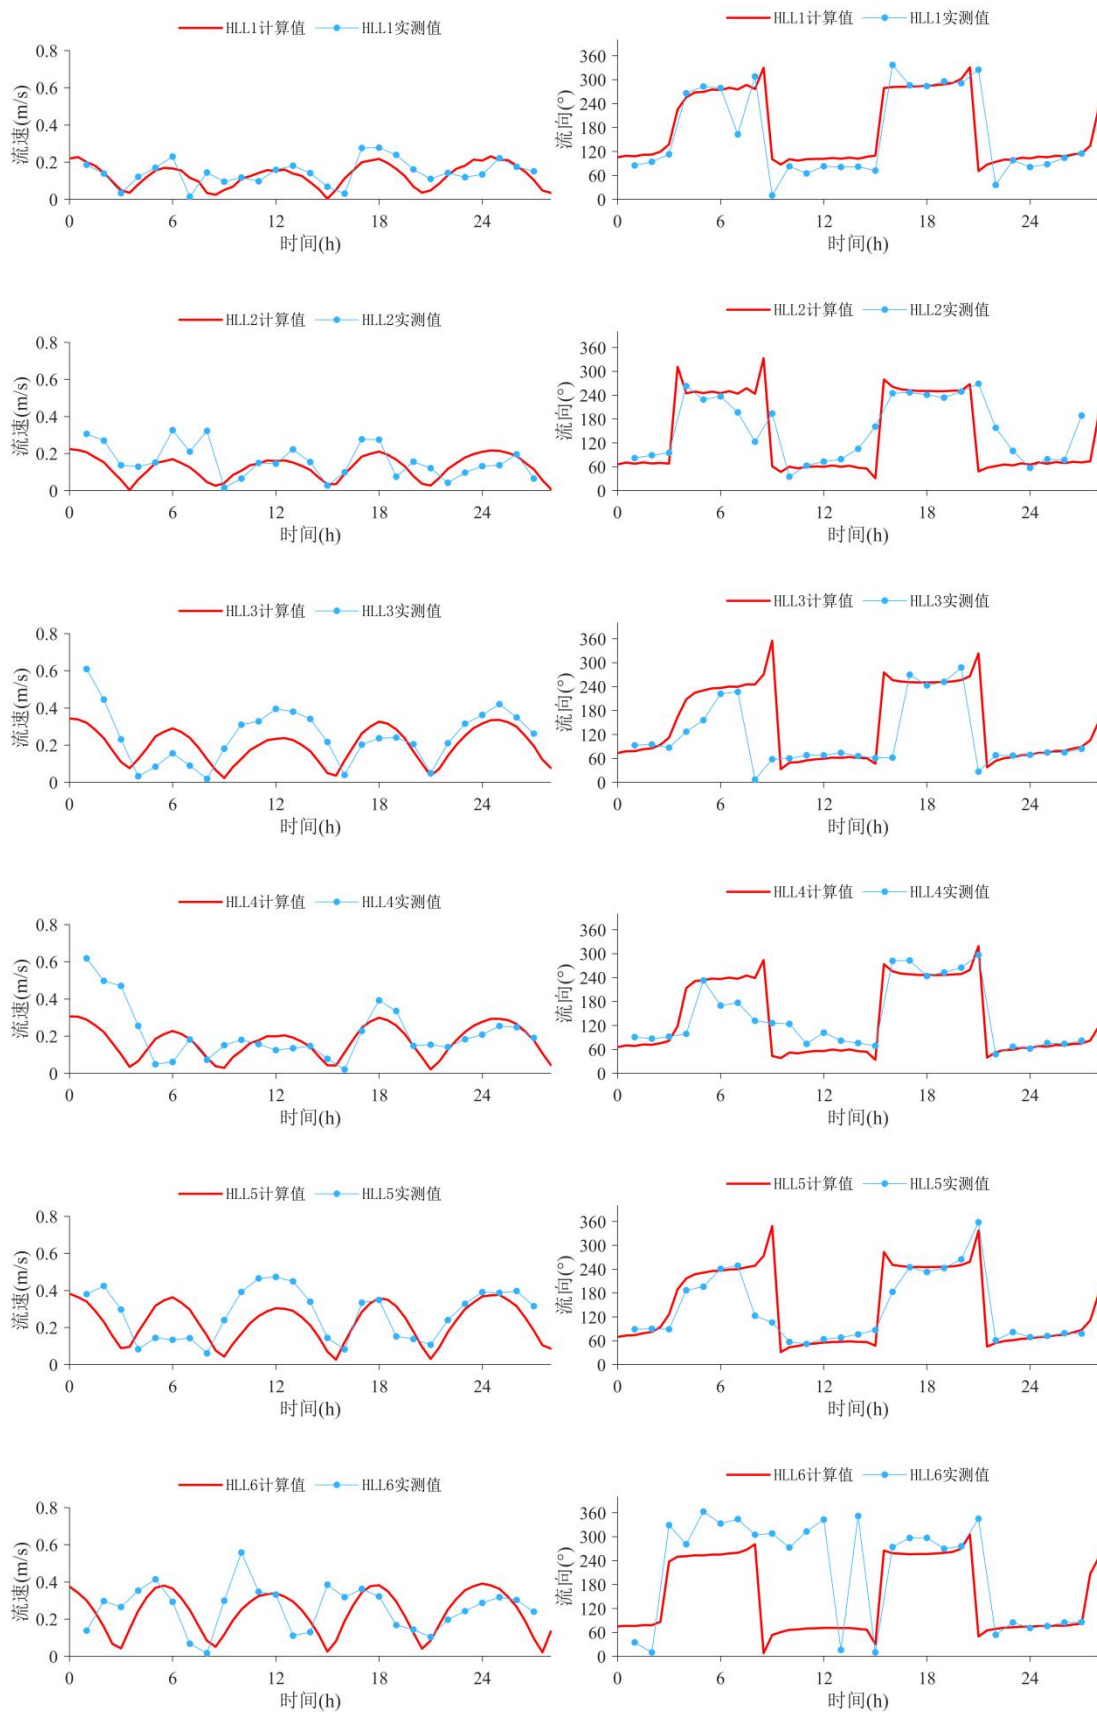 HLL1计算值 HLL1实测值
流速(m/s)
0.8
0.6
0.4
0.2
0
0 6 12 18 24
时间(h)
HLL1计算值 HLL1实测值
流向(°)
360
300
240
180
120
60
0
0 6 12 18 24
时间(h)
HLL2计算值 HLL2实测值
流速(m/s)
0.8
0.6
0.4
0.2
0
0 6 12 18 24
时间(h)
HLL2计算值 HLL2实测值
流向(°)
360
300
240
180
120
60
0
0 6 12 18 24
时间(h)
HLL3计算值 HLL3实测值
流速(m/s)
0.8
0.6
0.4
0.2
0
0 6 12 18 24
时间(h)
HLL3计算值 HLL3实测值
流向(°)
360
300
240
180
120
60
0
0 6 12 18 24
时间(h)
HLL4计算值 HLL4实测值
流速(m/s)
0.8
0.6
0.4
0.2
0
0 6 12 18 24
时间(h)
HLL4计算值 HLL4实测值
流向(°)
360
300
240
180
120
60
0
0 6 12 18 24
时间(h)
HLL5计算值 HLL5实测值
流速(m/s)
0.8
0.6
0.4
0.2
0
0 6 12 18 24
时间(h)
HLL5计算值 HLL5实测值
流向(°)
360
300
240
180
120
60
0
0 6 12 18 24
时间(h)
HLL6计算值 HLL6实测值
流速(m/s)
0.8
0.6
0.4
0.2
0
0 6 12 18 24
时间(h)
HLL6计算值 HLL6实测值
流向(°)
360
300
240
180
120
60
0
0 6 12 18 24
时间(h)